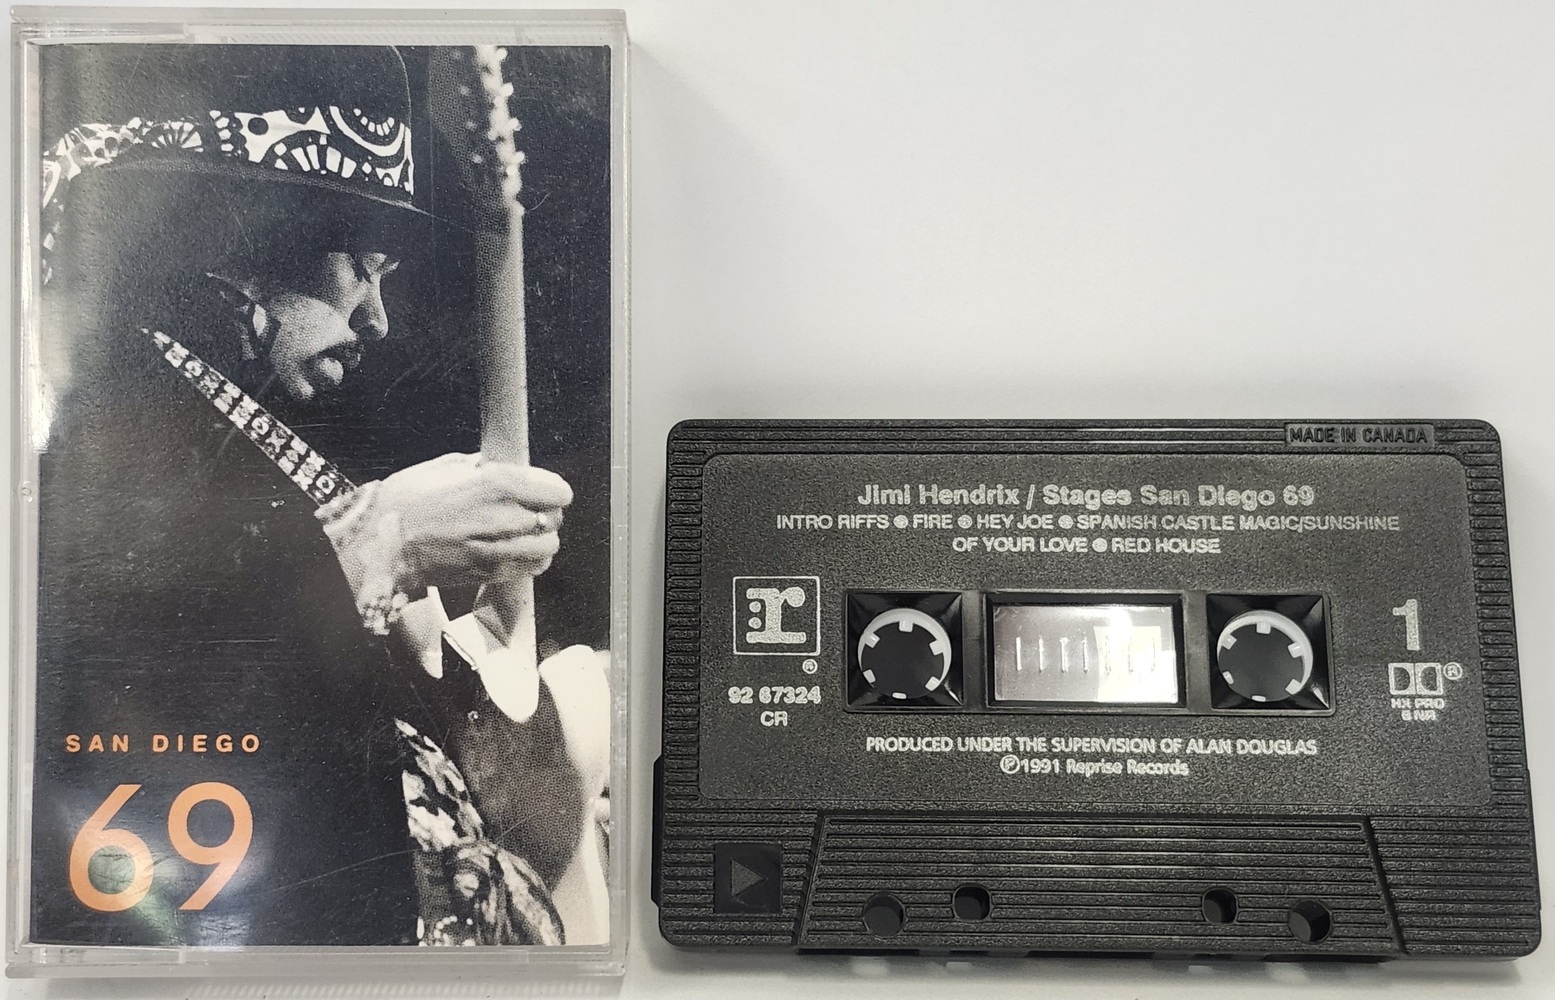 SAN DIEGO
69
MADE IN CANADA
Jimi Hendrix / Stages San Diego 69
INTRO RIFFS ● FIRE ● HEY JOE ● SPANISH CASTLE MAGIC/SUNSHINE
OF YOUR LOVE ● RED HOUSE
r
®
92 67324
CR
1
®
HX PRO
B NR
PRODUCED UNDER THE SUPERVISION OF ALAN DOUGLAS
Ⓟ1991 Reprise Records